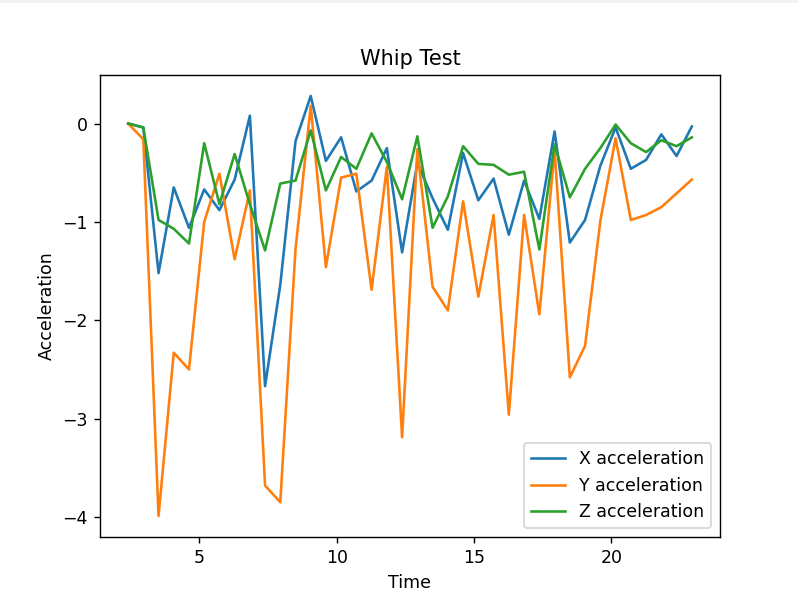 Whip Test
0
−1
−2
−3
−4
Acceleration
5 10 15 20
Time
X acceleration
Y acceleration
Z acceleration